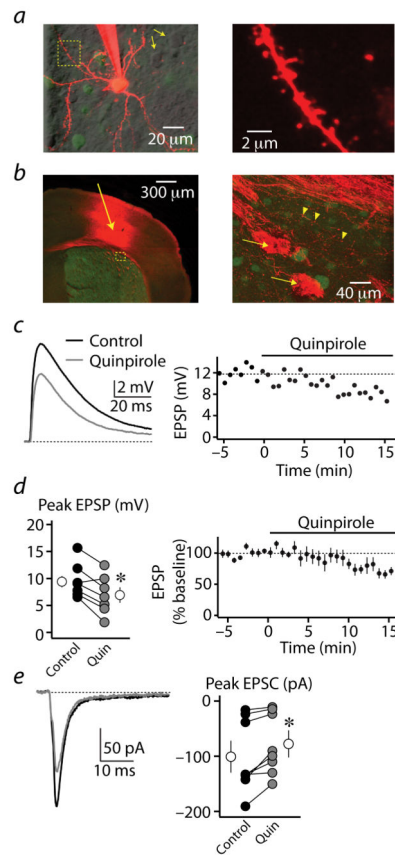 a
20 μm
2 μm
b
300 μm
40 μm
c
Control
Quinpirole
2 mV
20 ms
Quinpirole
EPSP (mV)
12
8
4
0
-5 0 5 10 15
Time (min)
d
Peak EPSP (mV)
20
15
10
5
0
*
Control
Quin
Quinpirole
EPSP
(% baseline)
100
50
0
-5 0 5 10 15
Time (min)
e
50 pA
10 ms
Peak EPSC (pA)
0
-100
-200
*
Control
Quin